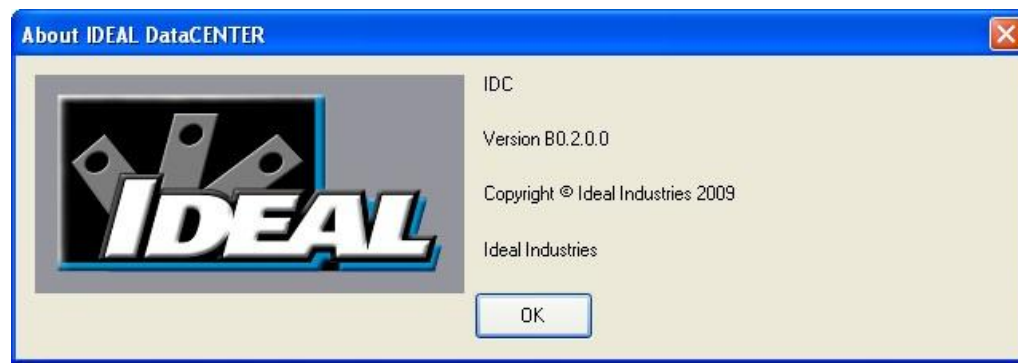 About IDEAL DataCENTER
IDEAL
IDC
Version B0.2.0.0
Copyright © Ideal Industries 2009
Ideal Industries
OK